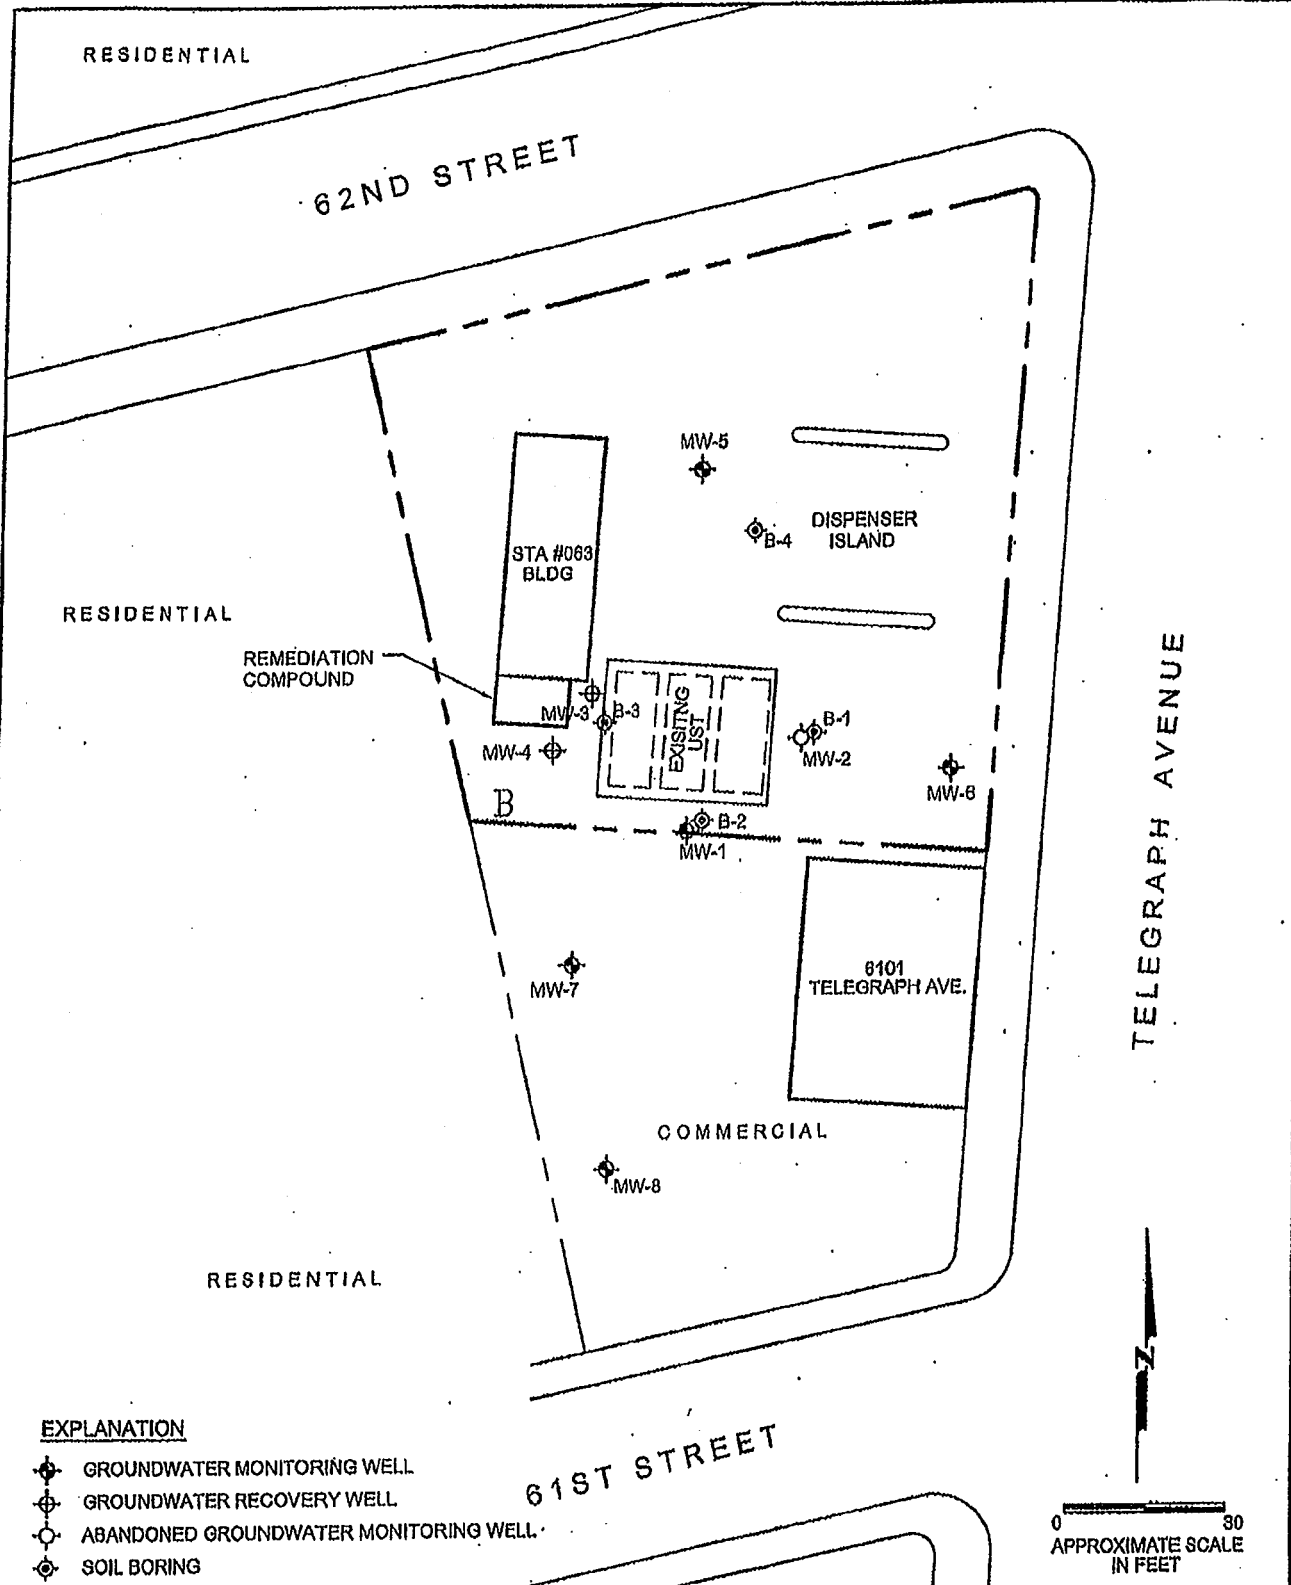 RESIDENTIAL
62ND STREET
MW-5
DISPENSER
ISLAND
B-4
STA #063
BLDG
RESIDENTIAL
REMEDIATION
COMPOUND
MW-3
B-3
EXISITNG
UST
B-1
MW-2
MW-4
MW-6
B
B-2
MW-1
TELEGRAPH AVENUE
6101
TELEGRAPH AVE.
MW-7
COMMERCIAL
MW-8
RESIDENTIAL
N
EXPLANATION
GROUNDWATER MONITORING WELL
GROUNDWATER RECOVERY WELL
ABANDONED GROUNDWATER MONITORING WELL
SOIL BORING
61ST STREET
0 30
APPROXIMATE SCALE
IN FEET